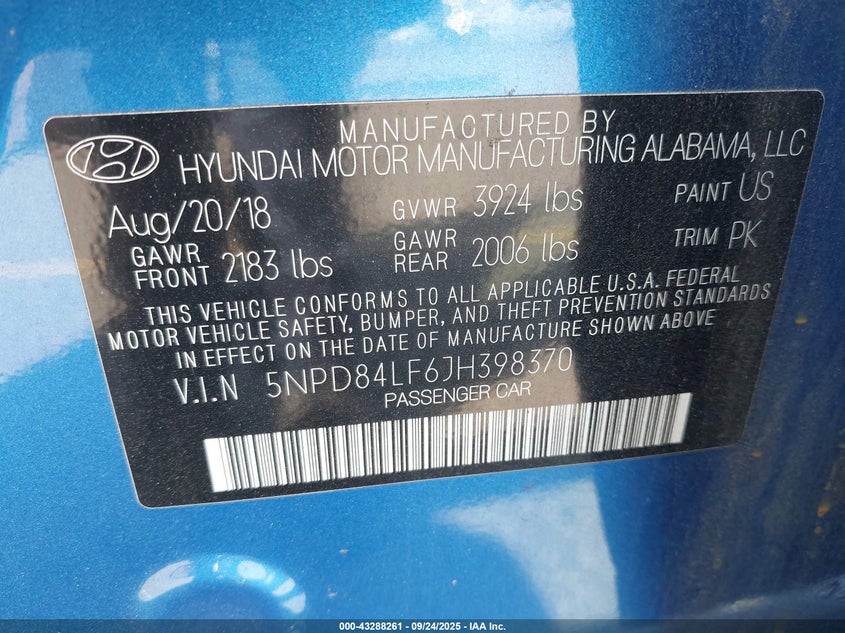 MANUFACTURED BY
HYUNDAI MOTOR MANUFACTURING ALABAMA, LLC
Aug/20/18 GVWR 3924 lbs PAINT US
GAWR FRONT 2183 lbs GAWR REAR 2006 lbs TRIM PK
THIS VEHICLE CONFORMS TO ALL APPLICABLE U.S.A. FEDERAL
MOTOR VEHICLE SAFETY, BUMPER, AND THEFT PREVENTION STANDARDS
IN EFFECT ON THE DATE OF MANUFACTURE SHOWN ABOVE
V.I.N 5NPD84LF6JH398370
PASSENGER CAR
000-43288261 - 09/24/2025 - IAA Inc.